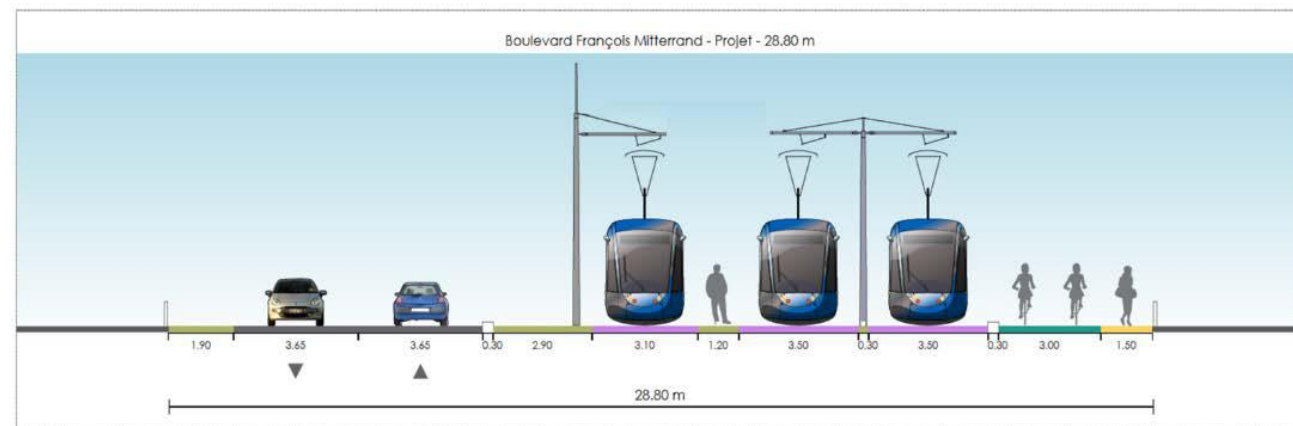 Boulevard François Mitterrand - Projet - 28.80 m
1.90 3.65 3.65 0.30 2.90 3.10 1.20 3.50 0.30 3.50 0.30 3.00 1.50
28.80 m